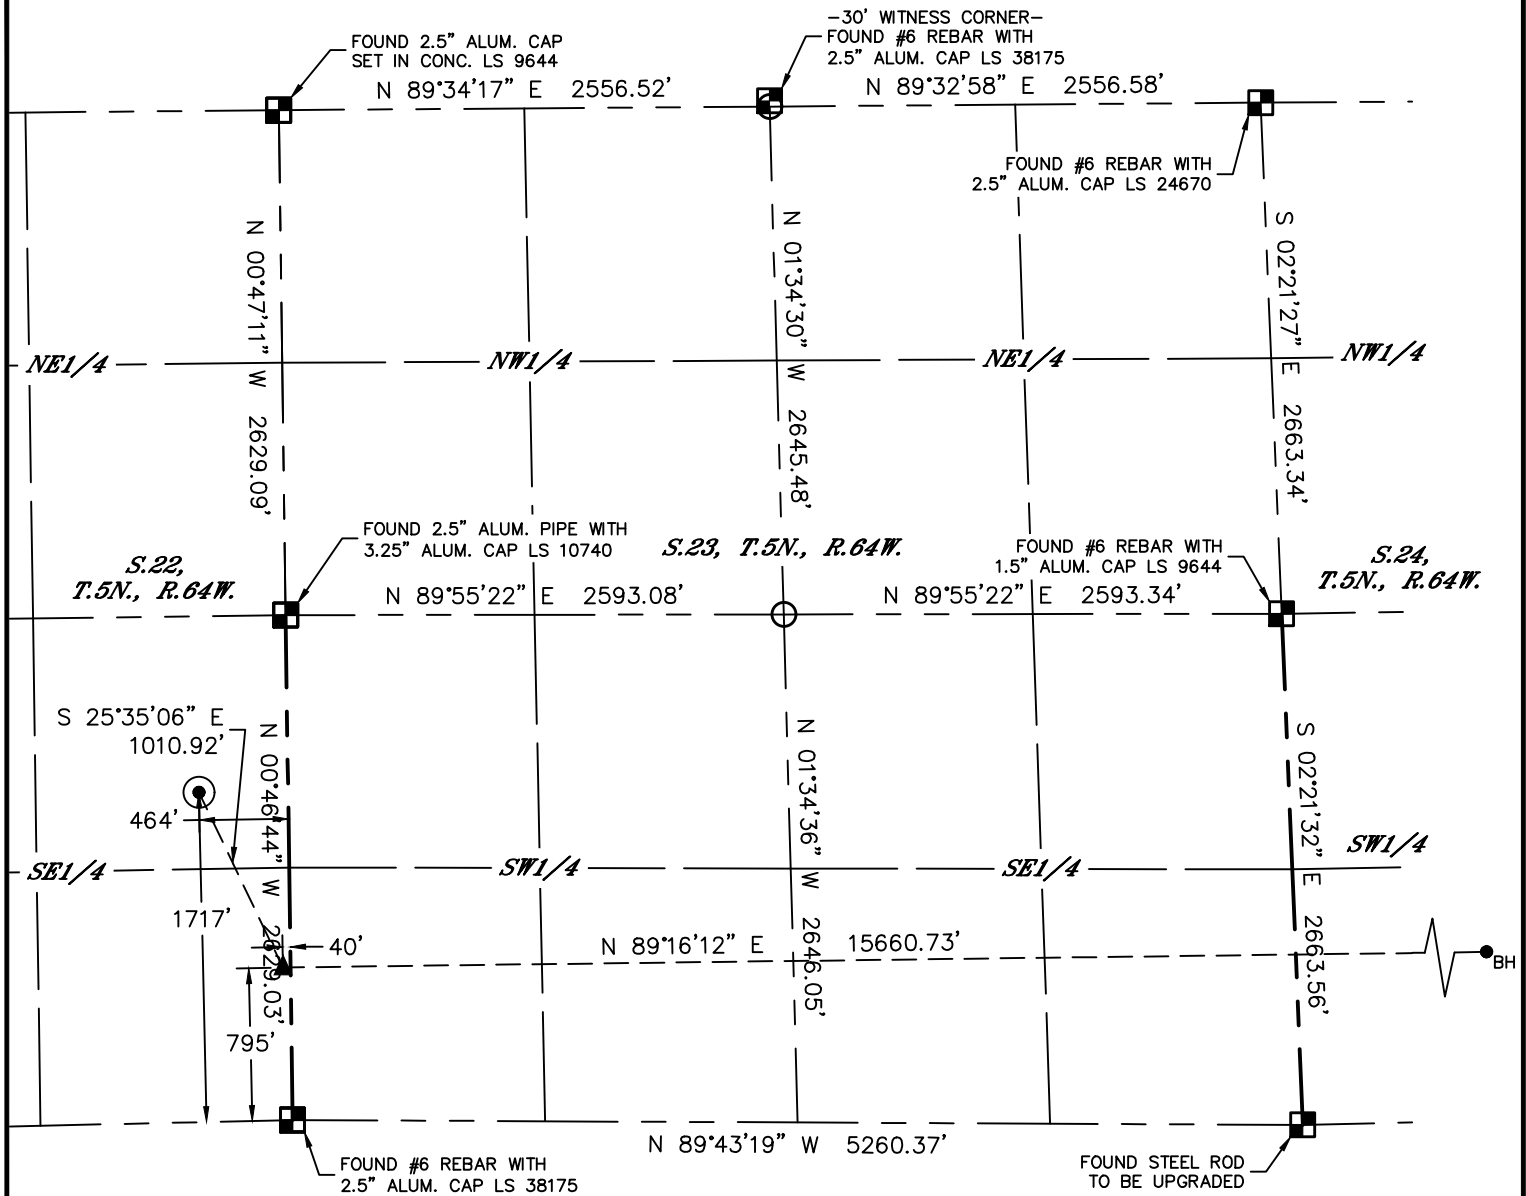 -30' WITNESS CORNER-
FOUND #6 REBAR WITH
2.5" ALUM. CAP LS 38175
FOUND 2.5" ALUM. CAP
SET IN CONC. LS 9644
N 89°34'17" E 2556.52'
N 89°32'58" E 2556.58'
FOUND #6 REBAR WITH
2.5" ALUM. CAP LS 24670
N 00°47'11" W 2629.09'
N 01°34'30" W 2645.48'
S 02°21'27" E 2663.34'
NE1/4
NW1/4
NE1/4
NW1/4
FOUND 2.5" ALUM. PIPE WITH
3.25" ALUM. CAP LS 10740
S.23, T.5N., R.64W.
FOUND #6 REBAR WITH
1.5" ALUM. CAP LS 9644
S.22,
T.5N., R.64W.
S.24,
T.5N., R.64W.
N 89°55'22" E 2593.08'
N 89°55'22" E 2593.34'
S 25°35'06" E
1010.92'
N 00°46'44" W 2629.03'
N 01°34'36" W 2646.05'
S 02°21'32" E 2663.56'
464'
SE1/4
SW1/4
SE1/4
SW1/4
1717'
40'
N 89°16'12" E 15660.73'
BH
795'
N 89°43'19" W 5260.37'
FOUND #6 REBAR WITH
2.5" ALUM. CAP LS 38175
FOUND STEEL ROD
TO BE UPGRADED